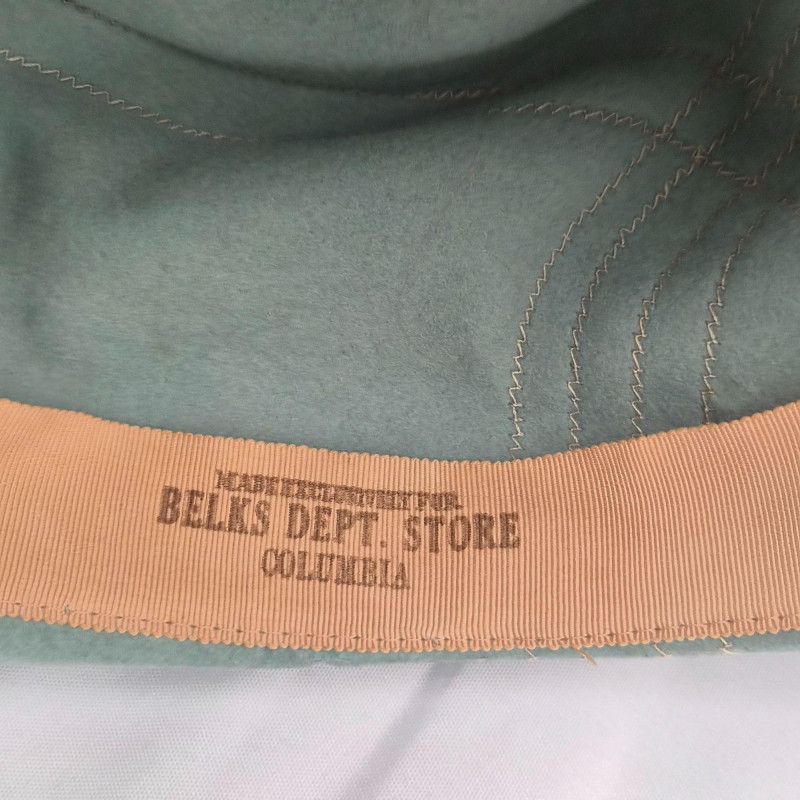 MADE EXCLUSIVELY FOR
BELKS DEPT. STORE
COLUMBIA